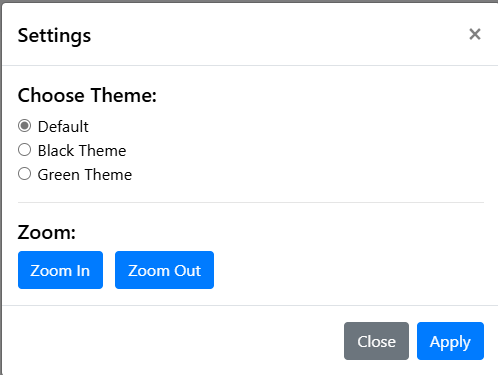 Settings ×
Choose Theme:
Default
Black Theme
Green Theme
Zoom:
Zoom In Zoom Out
Close Apply